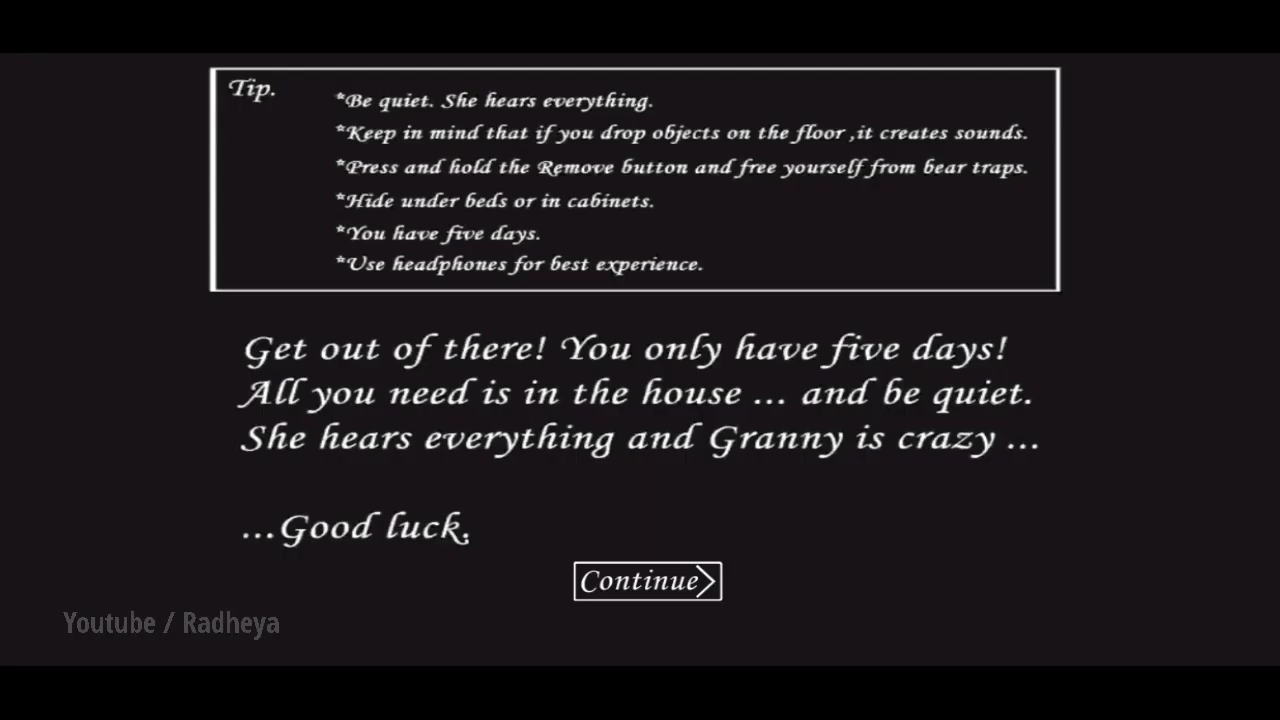 Tip.
*Be quiet. She hears everything.
*Keep in mind that if you drop objects on the floor ,it creates sounds.
*Press and hold the Remove button and free yourself from bear traps.
*Hide under beds or in cabinets.
*You have five days.
*Use headphones for best experience.
Get out of there! You only have five days!
All you need is in the house ... and be quiet.
She hears everything and Granny is crazy ...
...Good luck.
Continue
Youtube / Radheya